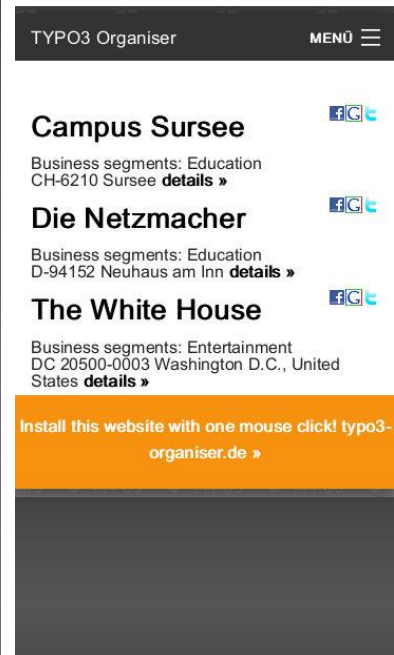 TYPO3 Organiser
MENÜ
Campus Sursee
Business segments: Education
CH-6210 Sursee details »
Die Netzmacher
Business segments: Education
D-94152 Neuhaus am Inn details »
The White House
Business segments: Entertainment
DC 20500-0003 Washington D.C., United
States details »
Install this website with one mouse click! typo3-
organiser.de »